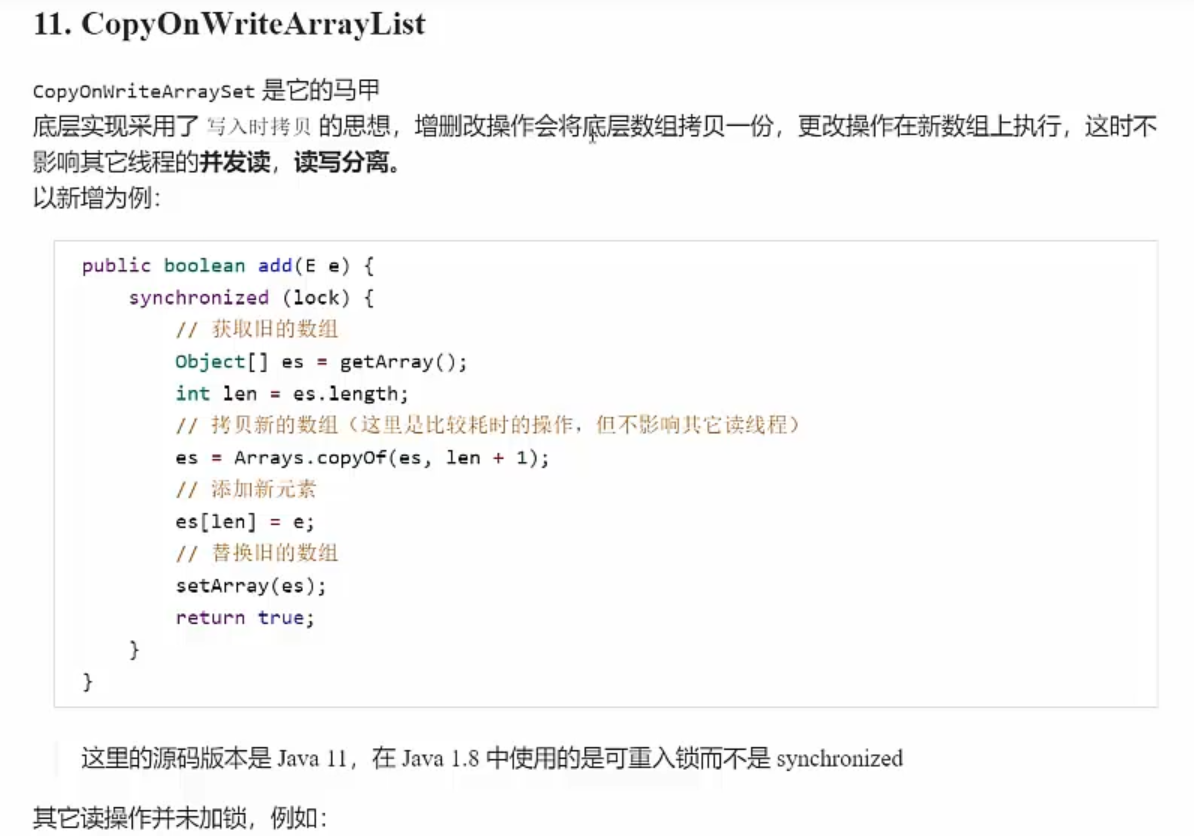 11. CopyOnWriteArrayList
CopyOnWriteArraySet 是它的马甲
底层实现采用了 写入时拷贝 的思想，增删改操作会将底层数组拷贝一份，更改操作在新数组上执行，这时不
影响其它线程的并发读，读写分离。
以新增为例：
public boolean add(E e) {
synchronized (lock) {
// 获取旧的数组
Object[] es = getArray();
int len = es.length;
// 拷贝新的数组（这里是比较耗时的操作，但不影响其它读线程）
es = Arrays.copyOf(es, len + 1);
// 添加新元素
es[len] = e;
// 替换旧的数组
setArray(es);
return true;
}
}
这里的源码版本是 Java 11，在 Java 1.8 中使用的是可重入锁而不是 synchronized
其它读操作并未加锁，例如：